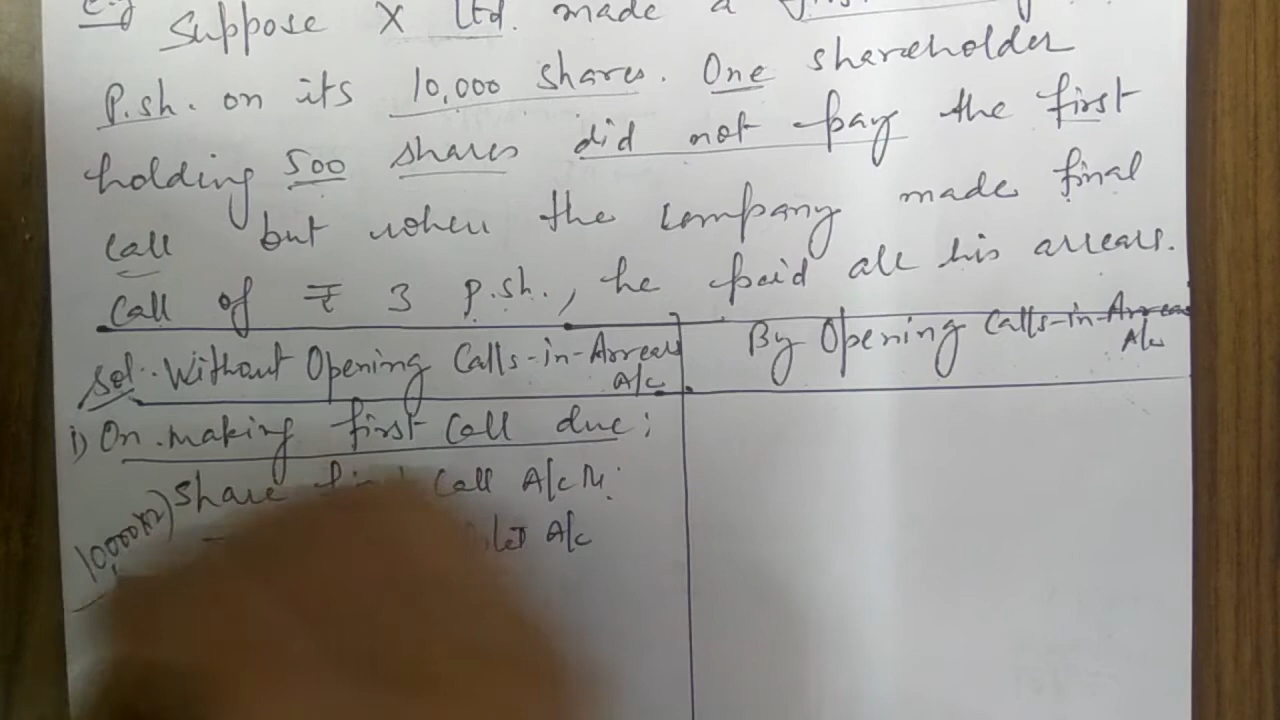 e.g Suppose X Ltd. made a
P.sh. on its 10,000 shares. One shareholder
holding 500 shares did not pay the first
call but when the company made final
call of ₹ 3 P.sh., he paid all his arrears.
Sol. Without Opening Calls-in-Arrears A/c
By Opening Calls-in-Arrears A/c
i) On making first Call due:
Share Call A/c Dr.
10,000x2)
A/c